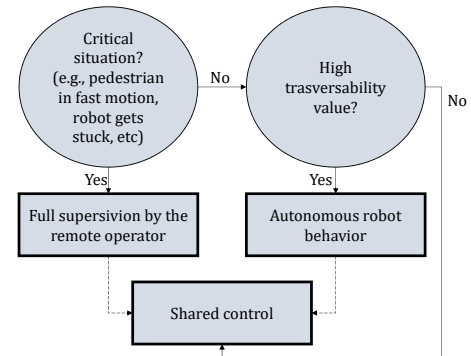 Critical
situation?
(e.g., pedestrian
in fast motion,
robot gets
stuck, etc)
No
High
trasversability
value?
No
Yes
Yes
Full supersivion by the
remote operator
Autonomous robot
behavior
Shared control